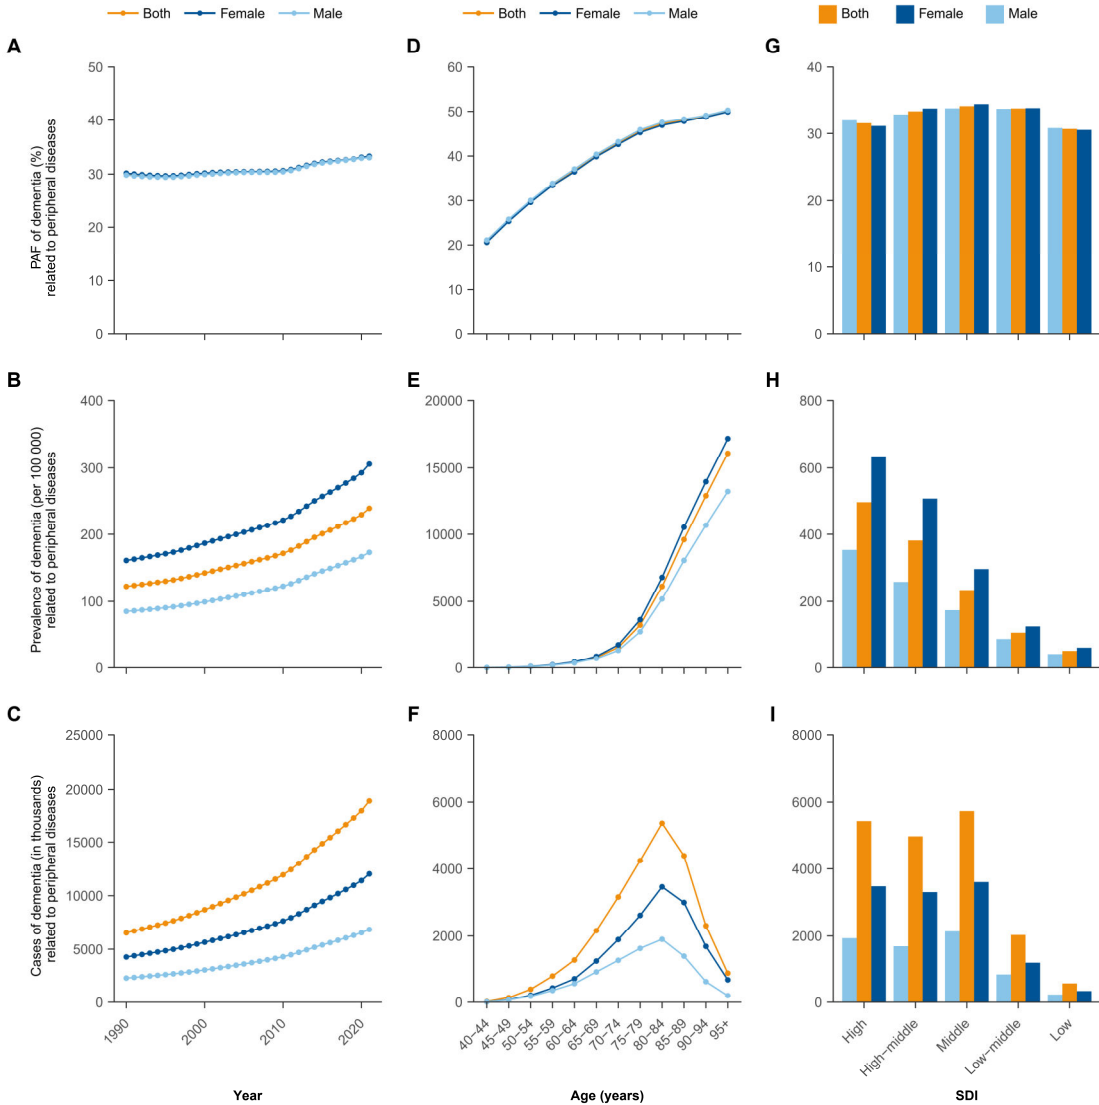 Both Female Male
Both Female Male
Both Female Male
A
PAF of dementia (%)
related to peripheral diseases
50
40
30
20
10
0
D
60
50
40
30
20
10
0
G
40
30
20
10
0
B
Prevalence of dementia (per 100 000)
related to peripheral diseases
400
300
200
100
0
E
20000
15000
10000
5000
0
H
800
600
400
200
0
C
Cases of dementia (in thousands)
related to peripheral diseases
25000
20000
15000
10000
5000
0
1990
2000
2010
2020
Year
F
8000
6000
4000
2000
0
40−44
45−49
50−54
55−59
60−64
65−69
70−74
75−79
80−84
85−89
90−94
95+
Age (years)
I
8000
6000
4000
2000
0
High
High−middle
Middle
Low−middle
Low
SDI